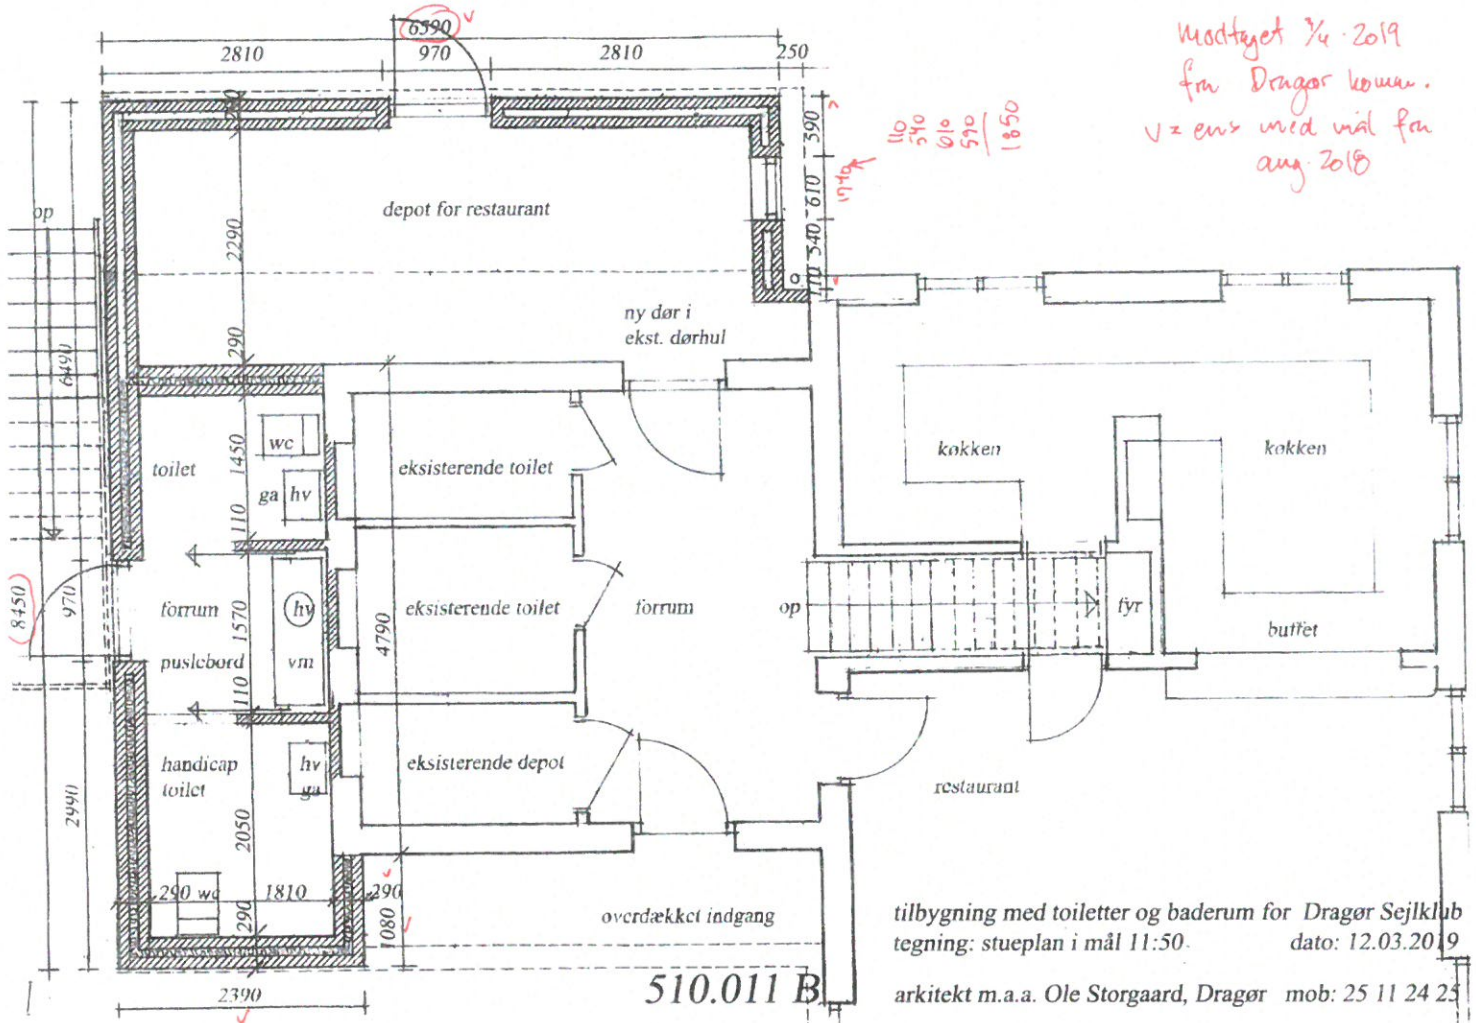 6590 v
2810 970 2810 250
modtaget 3/4 - 2019
fra Dragør komm.
v = ens med mål fra
aug. 2018
110
540
610
590
1850
1740
590
610
540
110
op
depot for restaurant
2290
290
ny dør i
ekst. dørhul
6490
wc
toilet
1450
ga hv
110
eksisterende toilet
køkken
køkken
8450
970
forrum
hv
1570
puslebord
vm
110
eksisterende toilet
4790
forrum
op
fyr
buffet
2990
handicap
toilet
hv
ga
2050
eksisterende depot
restaurant
290 wc 1810 290
290
1080
overdækket indgang
2390
510.011 B
tilbygning med toiletter og baderum for Dragør Sejlklub
tegning: stueplan i mål 11:50. dato: 12.03.2019
arkitekt m.a.a. Ole Storgaard, Dragør mob: 25 11 24 25